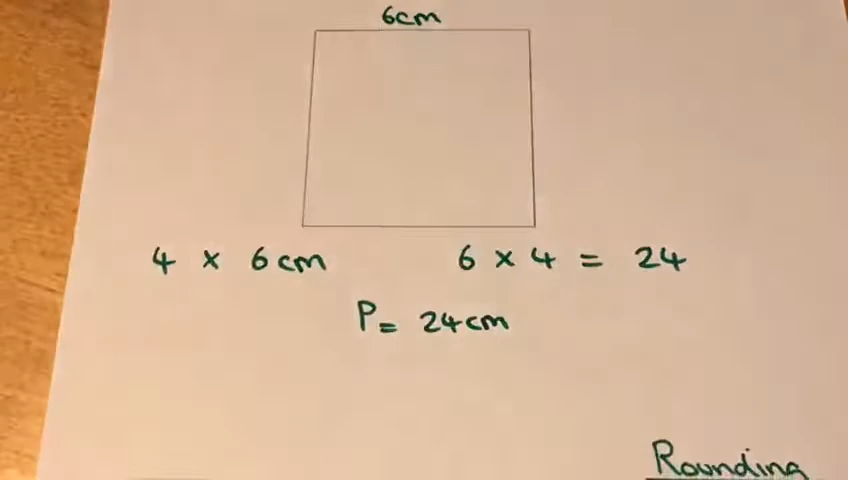 6cm
4 × 6cm 6 × 4 = 24
P = 24cm
Rounding